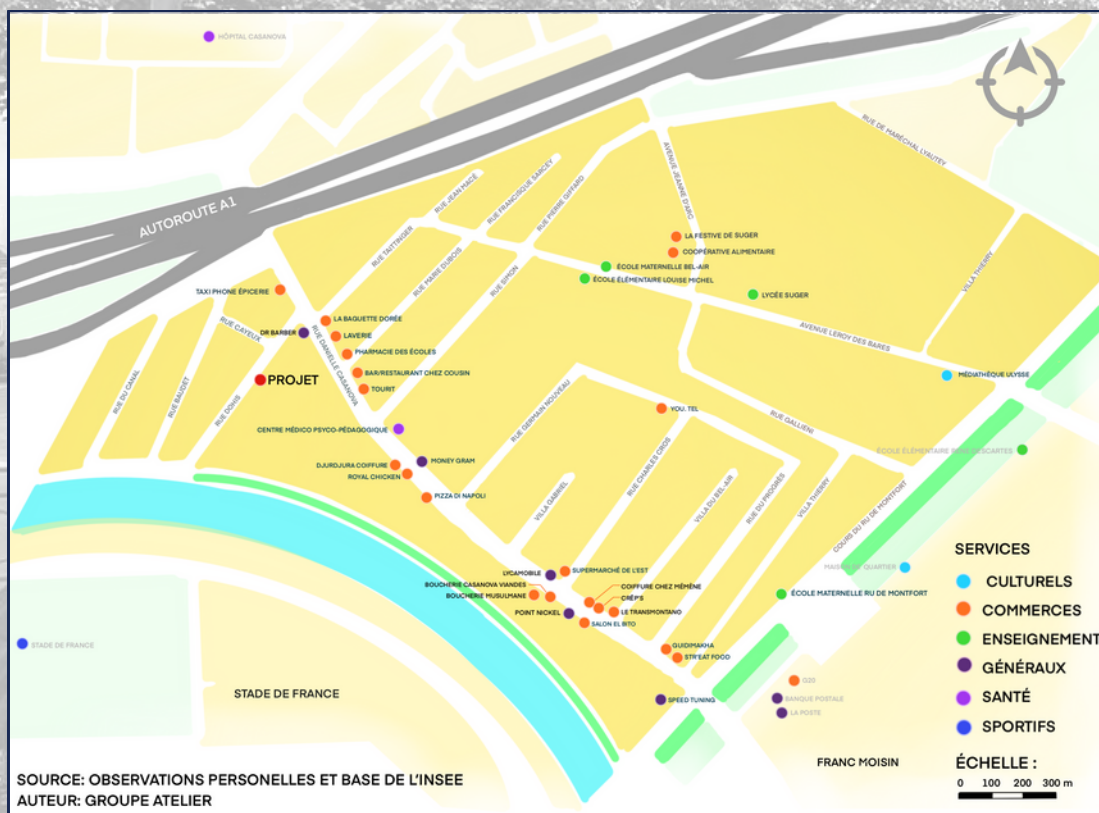 HÔPITAL CASANOVA
AUTOROUTE A1
RUE DE MARÉCHAL LYAUTEY
AVENUE JEANNE D'ARC
RUE JEAN MACÉ
RUE FRANCISQUE SARCEY
RUE PIERRE GIFFARD
RUE TAITTINGER
RUE MARIE DUBOIS
RUE SIMON
LA FESTIVE DE SUGER
COOPÉRATIVE ALIMENTAIRE
ÉCOLE MATERNELLE BEL-AIR
ÉCOLE ÉLÉMENTAIRE LOUISE MICHEL
LYCÉE SUGER
VILLA THIERRY
AVENUE LEROY DES BARES
MÉDIATHÈQUE ULYSSE
TAXI PHONE ÉPICERIE
RUE CAYEUX
DR BARBER
LA BAGUETTE DORÉE
LAVERIE
PHARMACIE DES ÉCOLES
BAR/RESTAURANT CHEZ COUSIN
TOURIT
RUE DANIELLE CASANOVA
PROJET
RUE DU CANAL
RUE BAUDET
RUE DOHIS
CENTRE MÉDICO PSYCO-PÉDAGOGIQUE
MONEY GRAM
DJURDJURA COIFFURE
ROYAL CHICKEN
PIZZA DI NAPOLI
RUE GERMAIN NOUVEAU
YOU. TEL
RUE GALLIENI
RUE CHARLES CROS
VILLA GABRIEL
VILLA DU BEL-AIR
RUE DU PROGRÈS
VILLA THIERRY
COURS DU RU DE MONTFORT
ÉCOLE ÉLÉMENTAIRE RENÉ DESCARTES
MAISON DE QUARTIER
ÉCOLE MATERNELLE RU DE MONTFORT
LYCAMOBILE
SUPERMARCHÉ DE L'EST
BOUCHERIE CASANOVA VIANDES
BOUCHERIE MUSULMANE
COIFFURE CHEZ MÉMÈNE
CRÊP'S
LE TRANSMONTANO
POINT NICKEL
SALON EL BITO
GUIDIMAKHA
STR'EAT FOOD
SPEED TUNING
G20
BANQUE POSTALE
LA POSTE
STADE DE FRANCE
STADE DE FRANCE
FRANC MOISIN
SERVICES
CULTURELS
COMMERCES
ENSEIGNEMENT
GÉNÉRAUX
SANTÉ
SPORTIFS
ÉCHELLE :
0 100 200 300 m
SOURCE: OBSERVATIONS PERSONELLES ET BASE DE L'INSEE
AUTEUR: GROUPE ATELIER